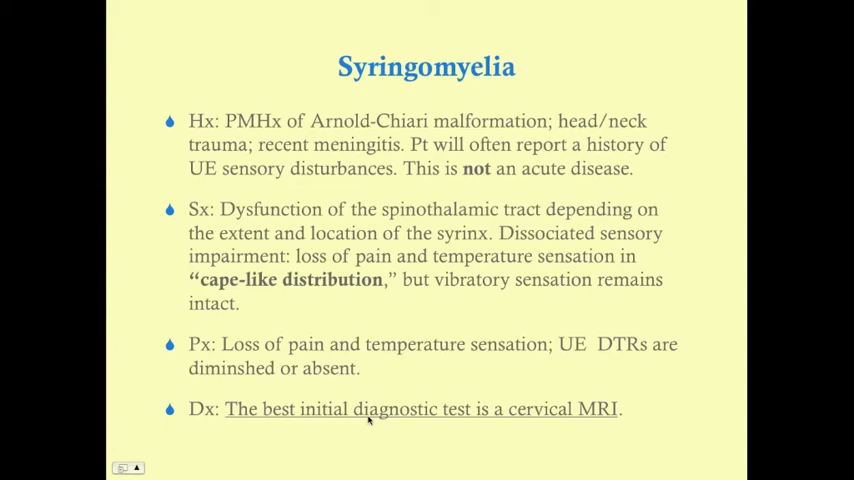 Syringomyelia
Hx: PMHx of Arnold-Chiari malformation; head/neck
trauma; recent meningitis. Pt will often report a history of
UE sensory disturbances. This is not an acute disease.
Sx: Dysfunction of the spinothalamic tract depending on
the extent and location of the syrinx. Dissociated sensory
impairment: loss of pain and temperature sensation in
“cape-like distribution,” but vibratory sensation remains
intact.
Px: Loss of pain and temperature sensation; UE DTRs are
diminshed or absent.
Dx: The best initial diagnostic test is a cervical MRI.